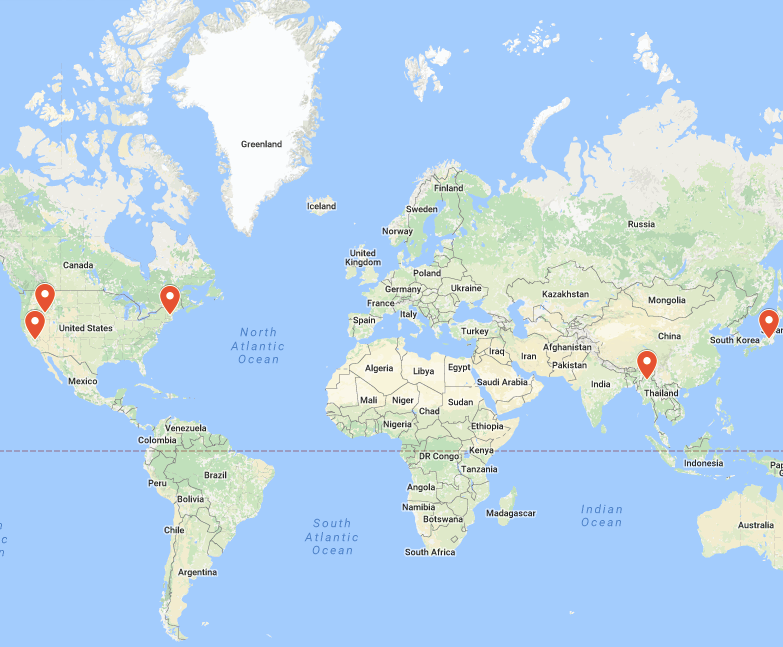 Greenland
Iceland
Finland
Sweden
Norway
Russia
United
Kingdom
Canada
Poland
Germany
Ukraine
Kazakhstan
Mongolia
France
Italy
Spain
United States
North
Atlantic
Ocean
Turkey
China
South Korea
Afghanistan
Iraq
Iran
Pakistan
Algeria
Libya
Egypt
Saudi Arabia
India
Thailand
Mexico
Mali
Niger
Chad
Sudan
Nigeria
Ethiopia
Venezuela
Colombia
DR Congo
Kenya
Tanzania
Indonesia
Brazil
Peru
Bolivia
Angola
Namibia
Botswana
Madagascar
Indian
Ocean
South
Atlantic
Ocean
Chile
Australia
South Africa
Argentina